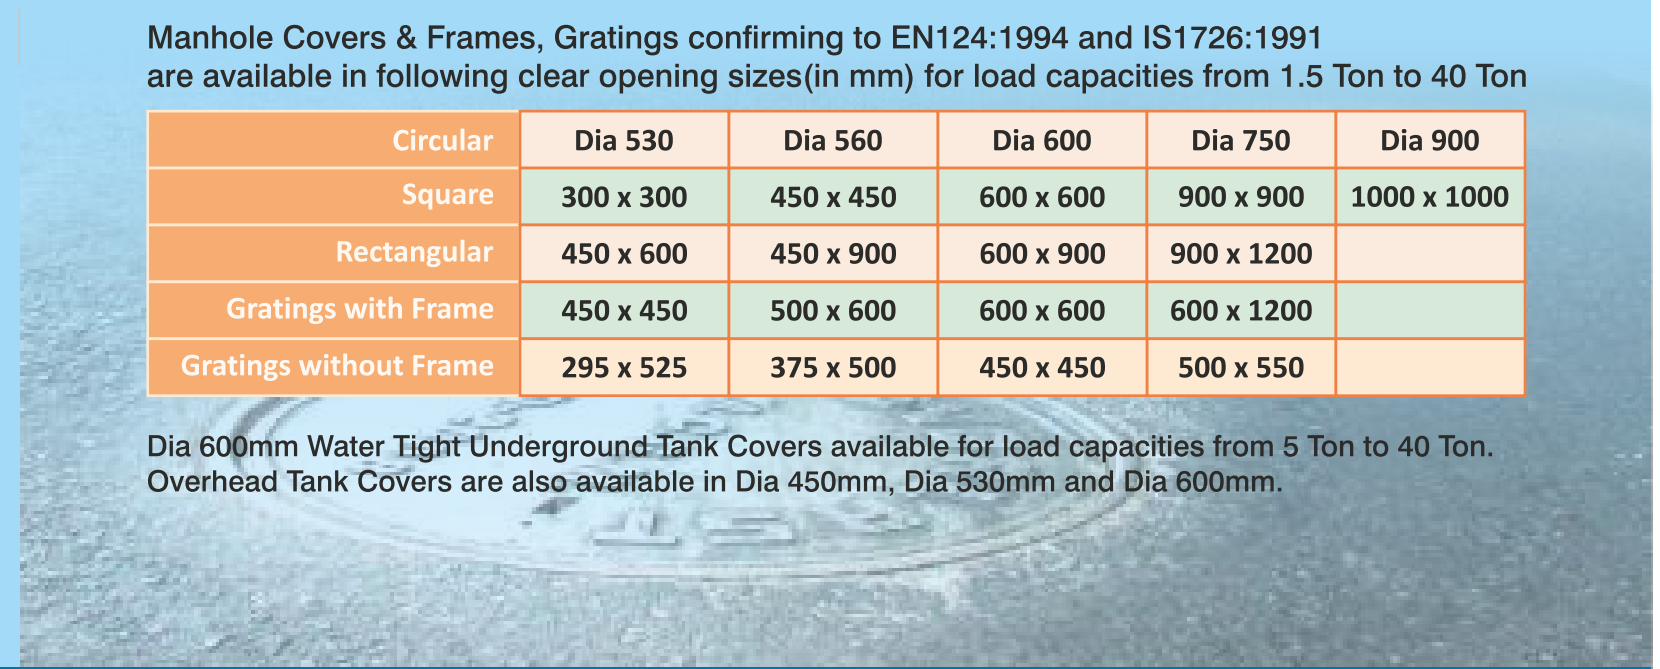 Manhole Covers & Frames, Gratings confirming to EN124:1994 and IS1726:1991
are available in following clear opening sizes(in mm) for load capacities from 1.5 Ton to 40 Ton
Circular Dia 530 Dia 560 Dia 600 Dia 750 Dia 900
Square 300 x 300 450 x 450 600 x 600 900 x 900 1000 x 1000
Rectangular 450 x 600 450 x 900 600 x 900 900 x 1200
Gratings with Frame 450 x 450 500 x 600 600 x 600 600 x 1200
Gratings without Frame 295 x 525 375 x 500 450 x 450 500 x 550
Dia 600mm Water Tight Underground Tank Covers available for load capacities from 5 Ton to 40 Ton.
Overhead Tank Covers are also available in Dia 450mm, Dia 530mm and Dia 600mm.